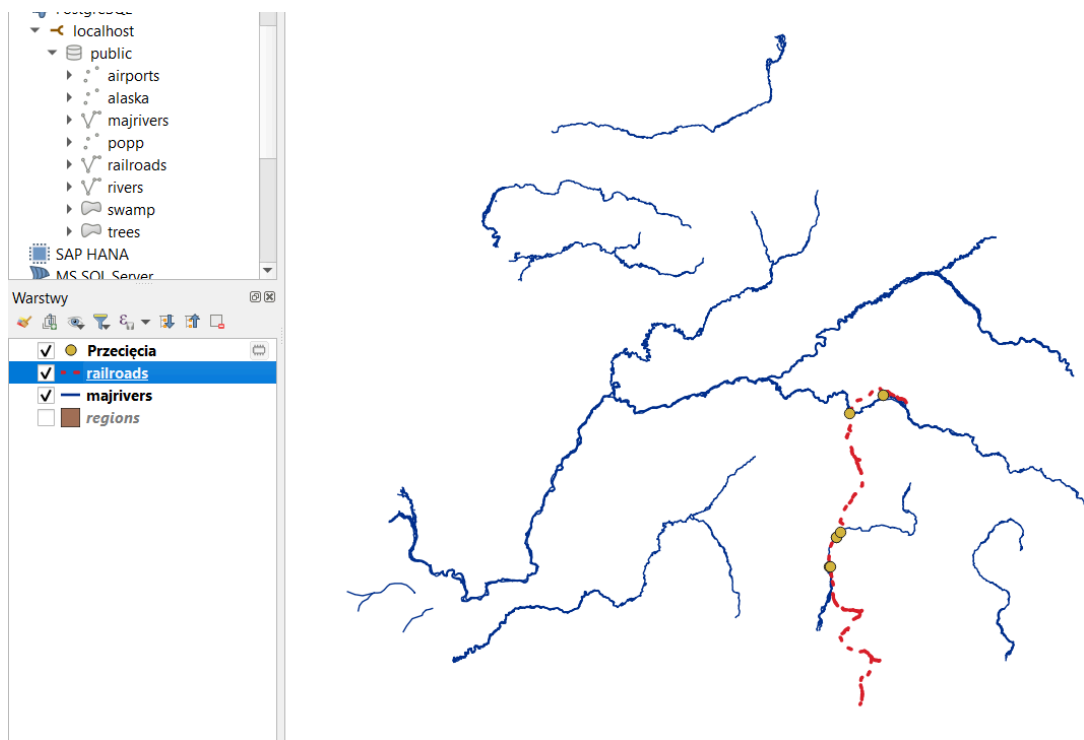 PostgreSQL
localhost
public
airports
alaska
majrivers
popp
railroads
rivers
swamp
trees
SAP HANA
MS SQL Server
Warstwy
Przecięcia
railroads
majrivers
regions